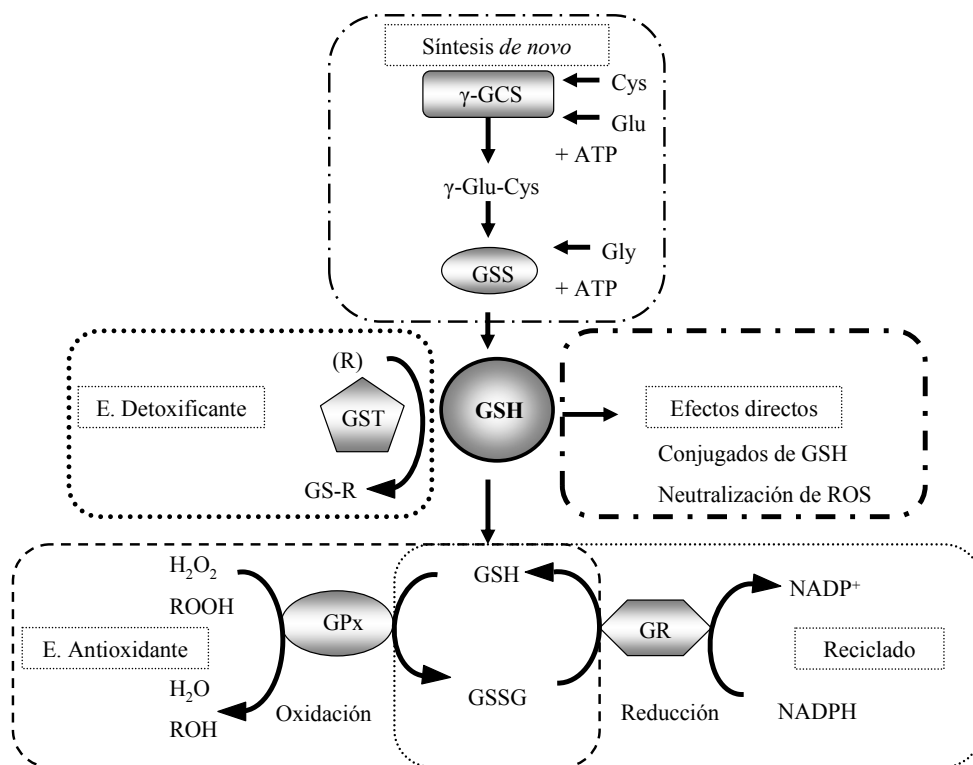 Síntesis de novo
γ-GCS
Cys
Glu
+ ATP
γ-Glu-Cys
Gly
GSS
+ ATP
(R)
E. Detoxificante
GST
GS-R
GSH
Efectos directos
Conjugados de GSH
Neutralización de ROS
H₂O₂
ROOH
E. Antioxidante
H₂O
ROH
GPx
Oxidación
GSH
GSSG
GR
Reducción
NADP⁺
Reciclado
NADPH